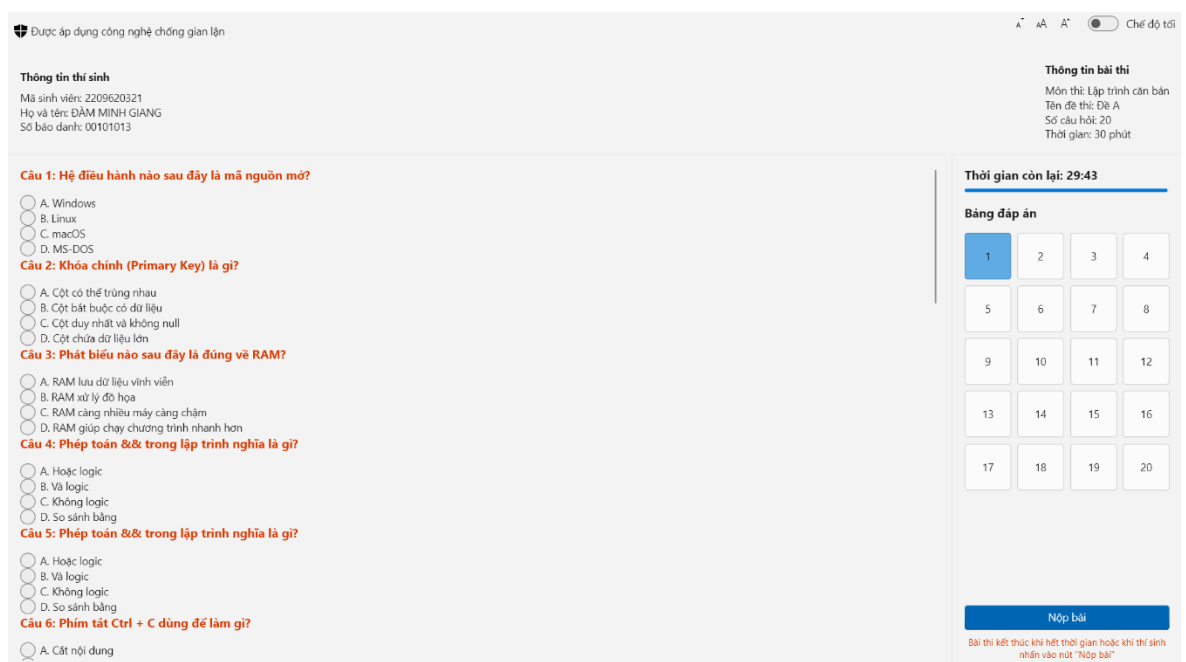 Được áp dụng công nghệ chống gian lận
A˅ AA A˄ Chế độ tối
Thông tin thí sinh
Mã sinh viên: 2209620321
Họ và tên: ĐÀM MINH GIANG
Số báo danh: 00101013
Thông tin bài thi
Môn thi: Lập trình căn bản
Tên đề thi: Đề A
Số câu hỏi: 20
Thời gian: 30 phút
Câu 1: Hệ điều hành nào sau đây là mã nguồn mở?
A. Windows
B. Linux
C. macOS
D. MS-DOS
Câu 2: Khóa chính (Primary Key) là gì?
A. Cột có thể trùng nhau
B. Cột bắt buộc có dữ liệu
C. Cột duy nhất và không null
D. Cột chứa dữ liệu lớn
Câu 3: Phát biểu nào sau đây là đúng về RAM?
A. RAM lưu dữ liệu vĩnh viễn
B. RAM xử lý đồ họa
C. RAM càng nhiều máy càng chậm
D. RAM giúp chạy chương trình nhanh hơn
Câu 4: Phép toán && trong lập trình nghĩa là gì?
A. Hoặc logic
B. Và logic
C. Không logic
D. So sánh bằng
Câu 5: Phép toán && trong lập trình nghĩa là gì?
A. Hoặc logic
B. Và logic
C. Không logic
D. So sánh bằng
Câu 6: Phím tắt Ctrl + C dùng để làm gì?
A. Cắt nội dung
Thời gian còn lại: 29:43
Bảng đáp án
1 2 3 4
5 6 7 8
9 10 11 12
13 14 15 16
17 18 19 20
Nộp bài
Bài thi kết thúc khi hết thời gian hoặc khi thí sinh
nhấn vào nút "Nộp bài"